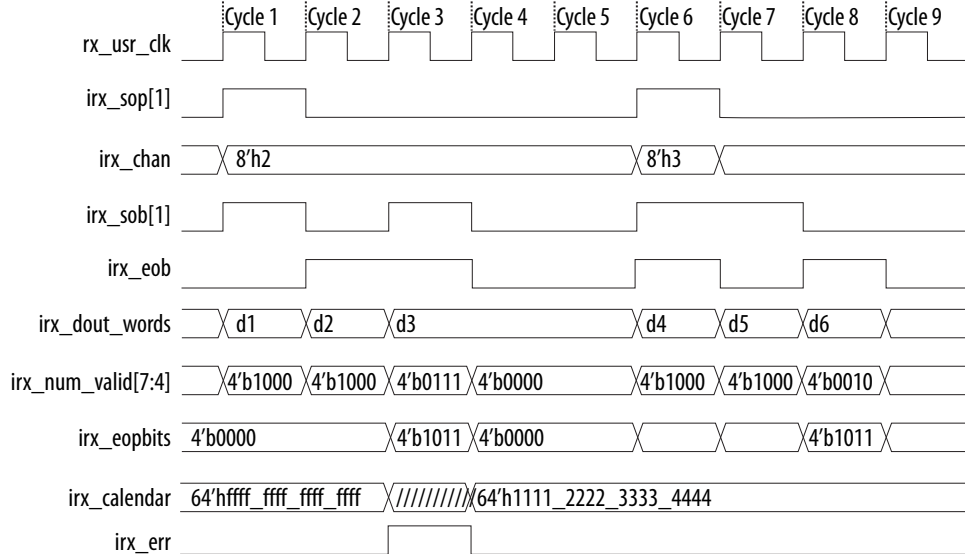 Cycle 1 Cycle 2 Cycle 3 Cycle 4 Cycle 5 Cycle 6 Cycle 7 Cycle 8 Cycle 9
rx_usr_clk
irx_sop[1]
irx_chan 8’h2 8’h3
irx_sob[1]
irx_eob
irx_dout_words d1 d2 d3 d4 d5 d6
irx_num_valid[7:4] 4’b1000 4’b1000 4’b0111 4’b0000 4’b1000 4’b1000 4’b0010
irx_eopbits 4’b0000 4’b1011 4’b0000 4’b1011
irx_calendar 64’hffff_ffff_ffff_ffff ////////// 64’h1111_2222_3333_4444
irx_err